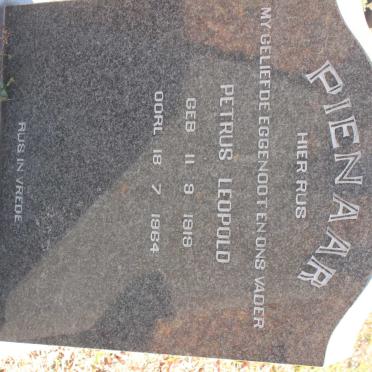 PIENAAR
HIER RUS
MY GELIEFDE EGGENOOT EN ONS VADER
PETRUS LEOPOLD
GEB 11 8 1918
OORL 18 7 1984
RUS IN VREDE